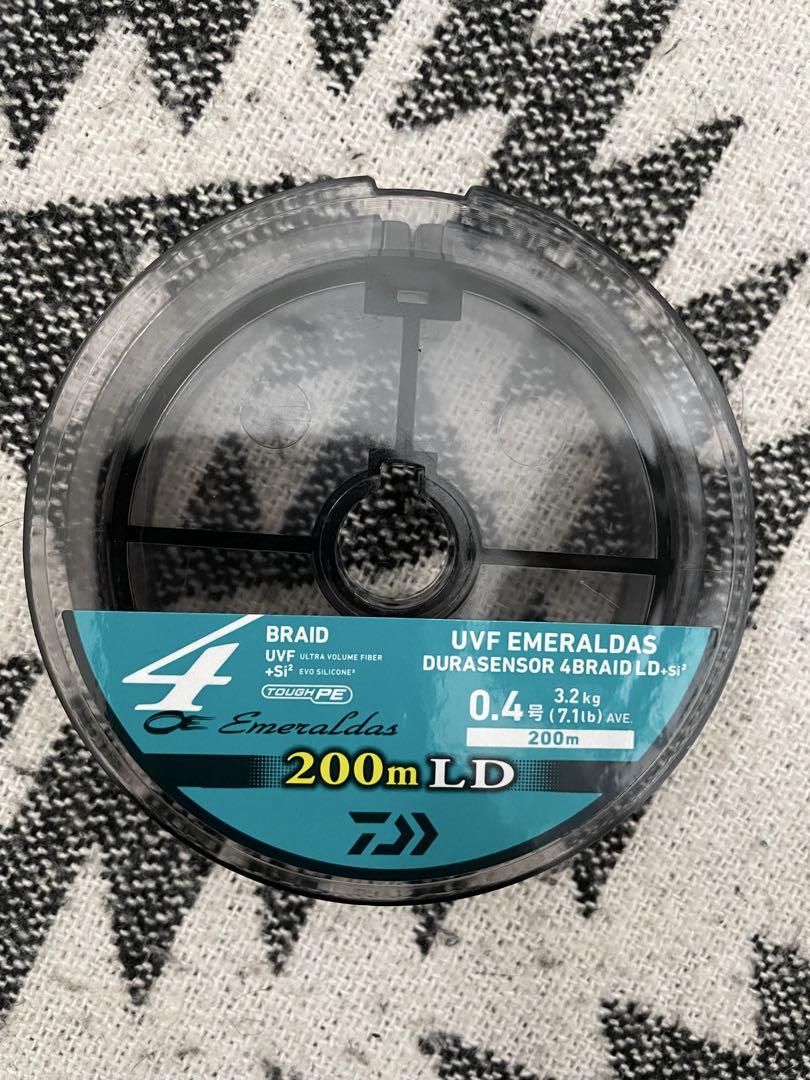 4 BRAID
UVF ULTRA VOLUME FIBER
+Si² EVO SILICONE²
TOUGH PE
Emeraldas
UVF EMERALDAS
DURASENSOR 4BRAID LD+Si²
0.4号 3.2kg (7.1lb) AVE.
200m
200m LD